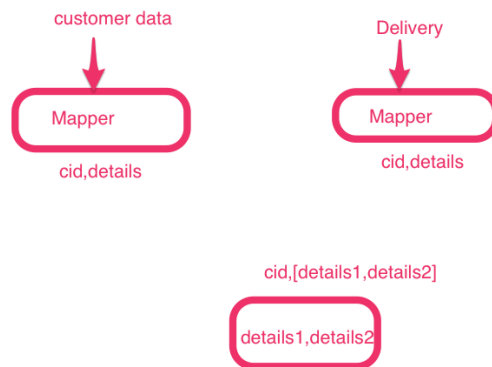 customer data
Delivery
Mapper
Mapper
cid,details
cid,details
cid,[details1,details2]
details1,details2